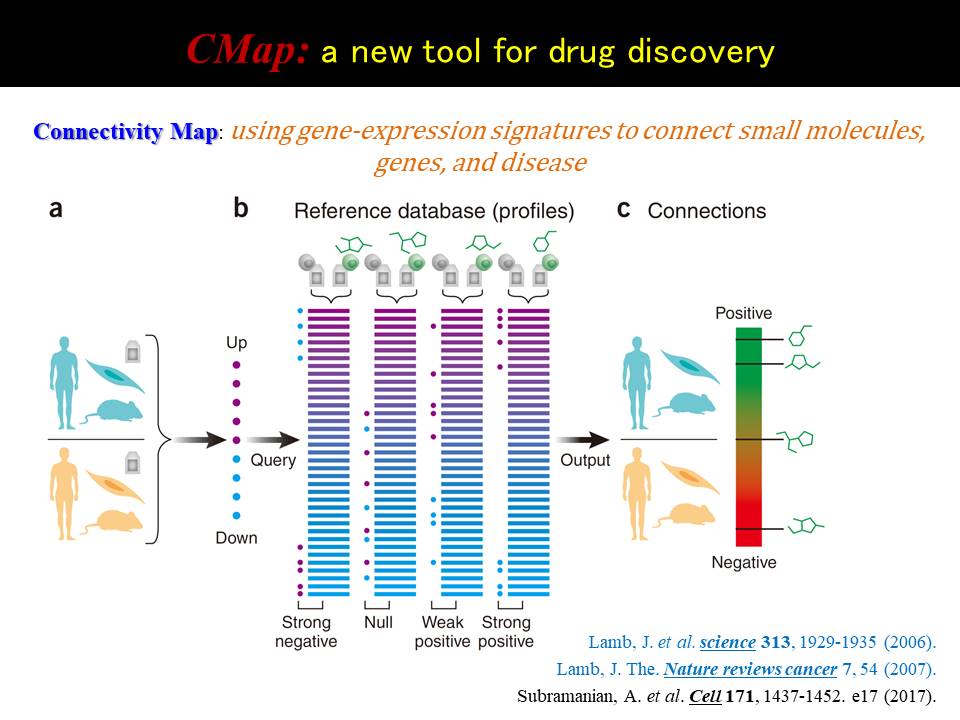 CMap: a new tool for drug discovery
Connectivity Map: using gene-expression signatures to connect small molecules,
genes, and disease
a
b Reference database (profiles)
c Connections
Up
Query
Down
Strong negative
Null
Weak positive
Strong positive
Output
Positive
Negative
Lamb, J. et al. science 313, 1929-1935 (2006).
Lamb, J. The. Nature reviews cancer 7, 54 (2007).
Subramanian, A. et al. Cell 171, 1437-1452. e17 (2017).